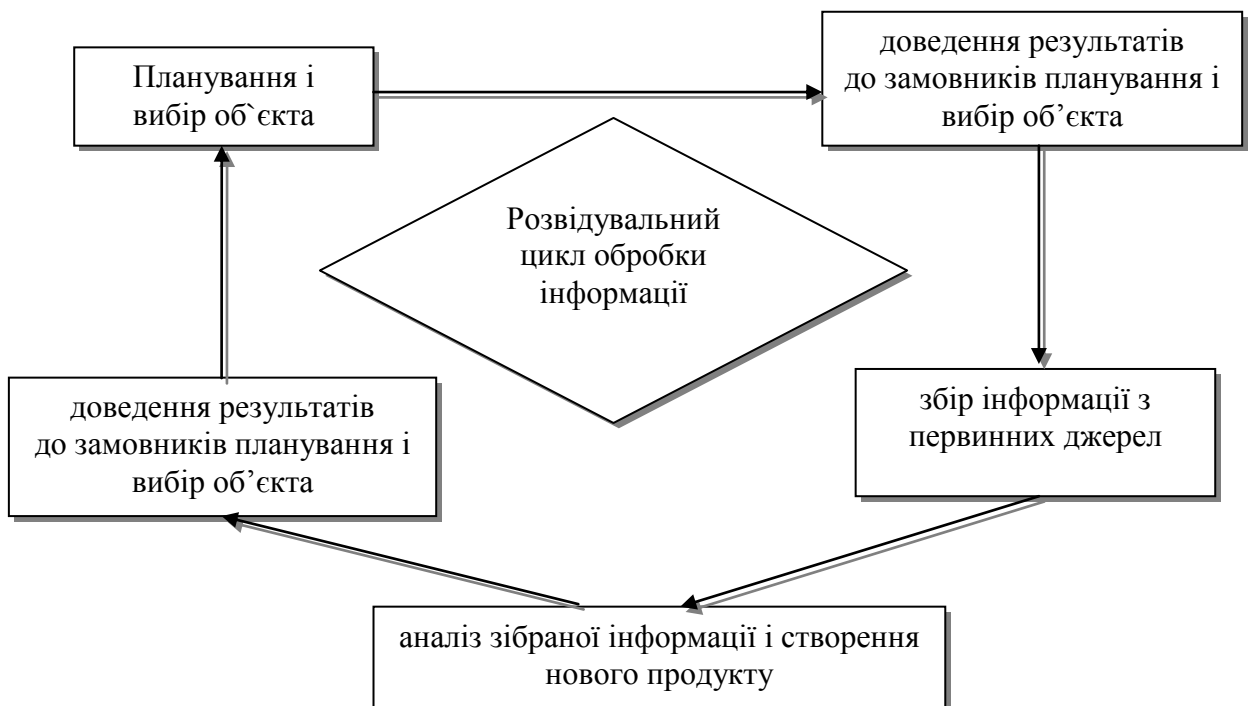 Планування і
вибір об`єкта
доведення результатів
до замовників планування і
вибір об’єкта
Розвідувальний
цикл обробки
інформації
доведення результатів
до замовників планування і
вибір об’єкта
збір інформації з
первинних джерел
аналіз зібраної інформації і створення
нового продукту